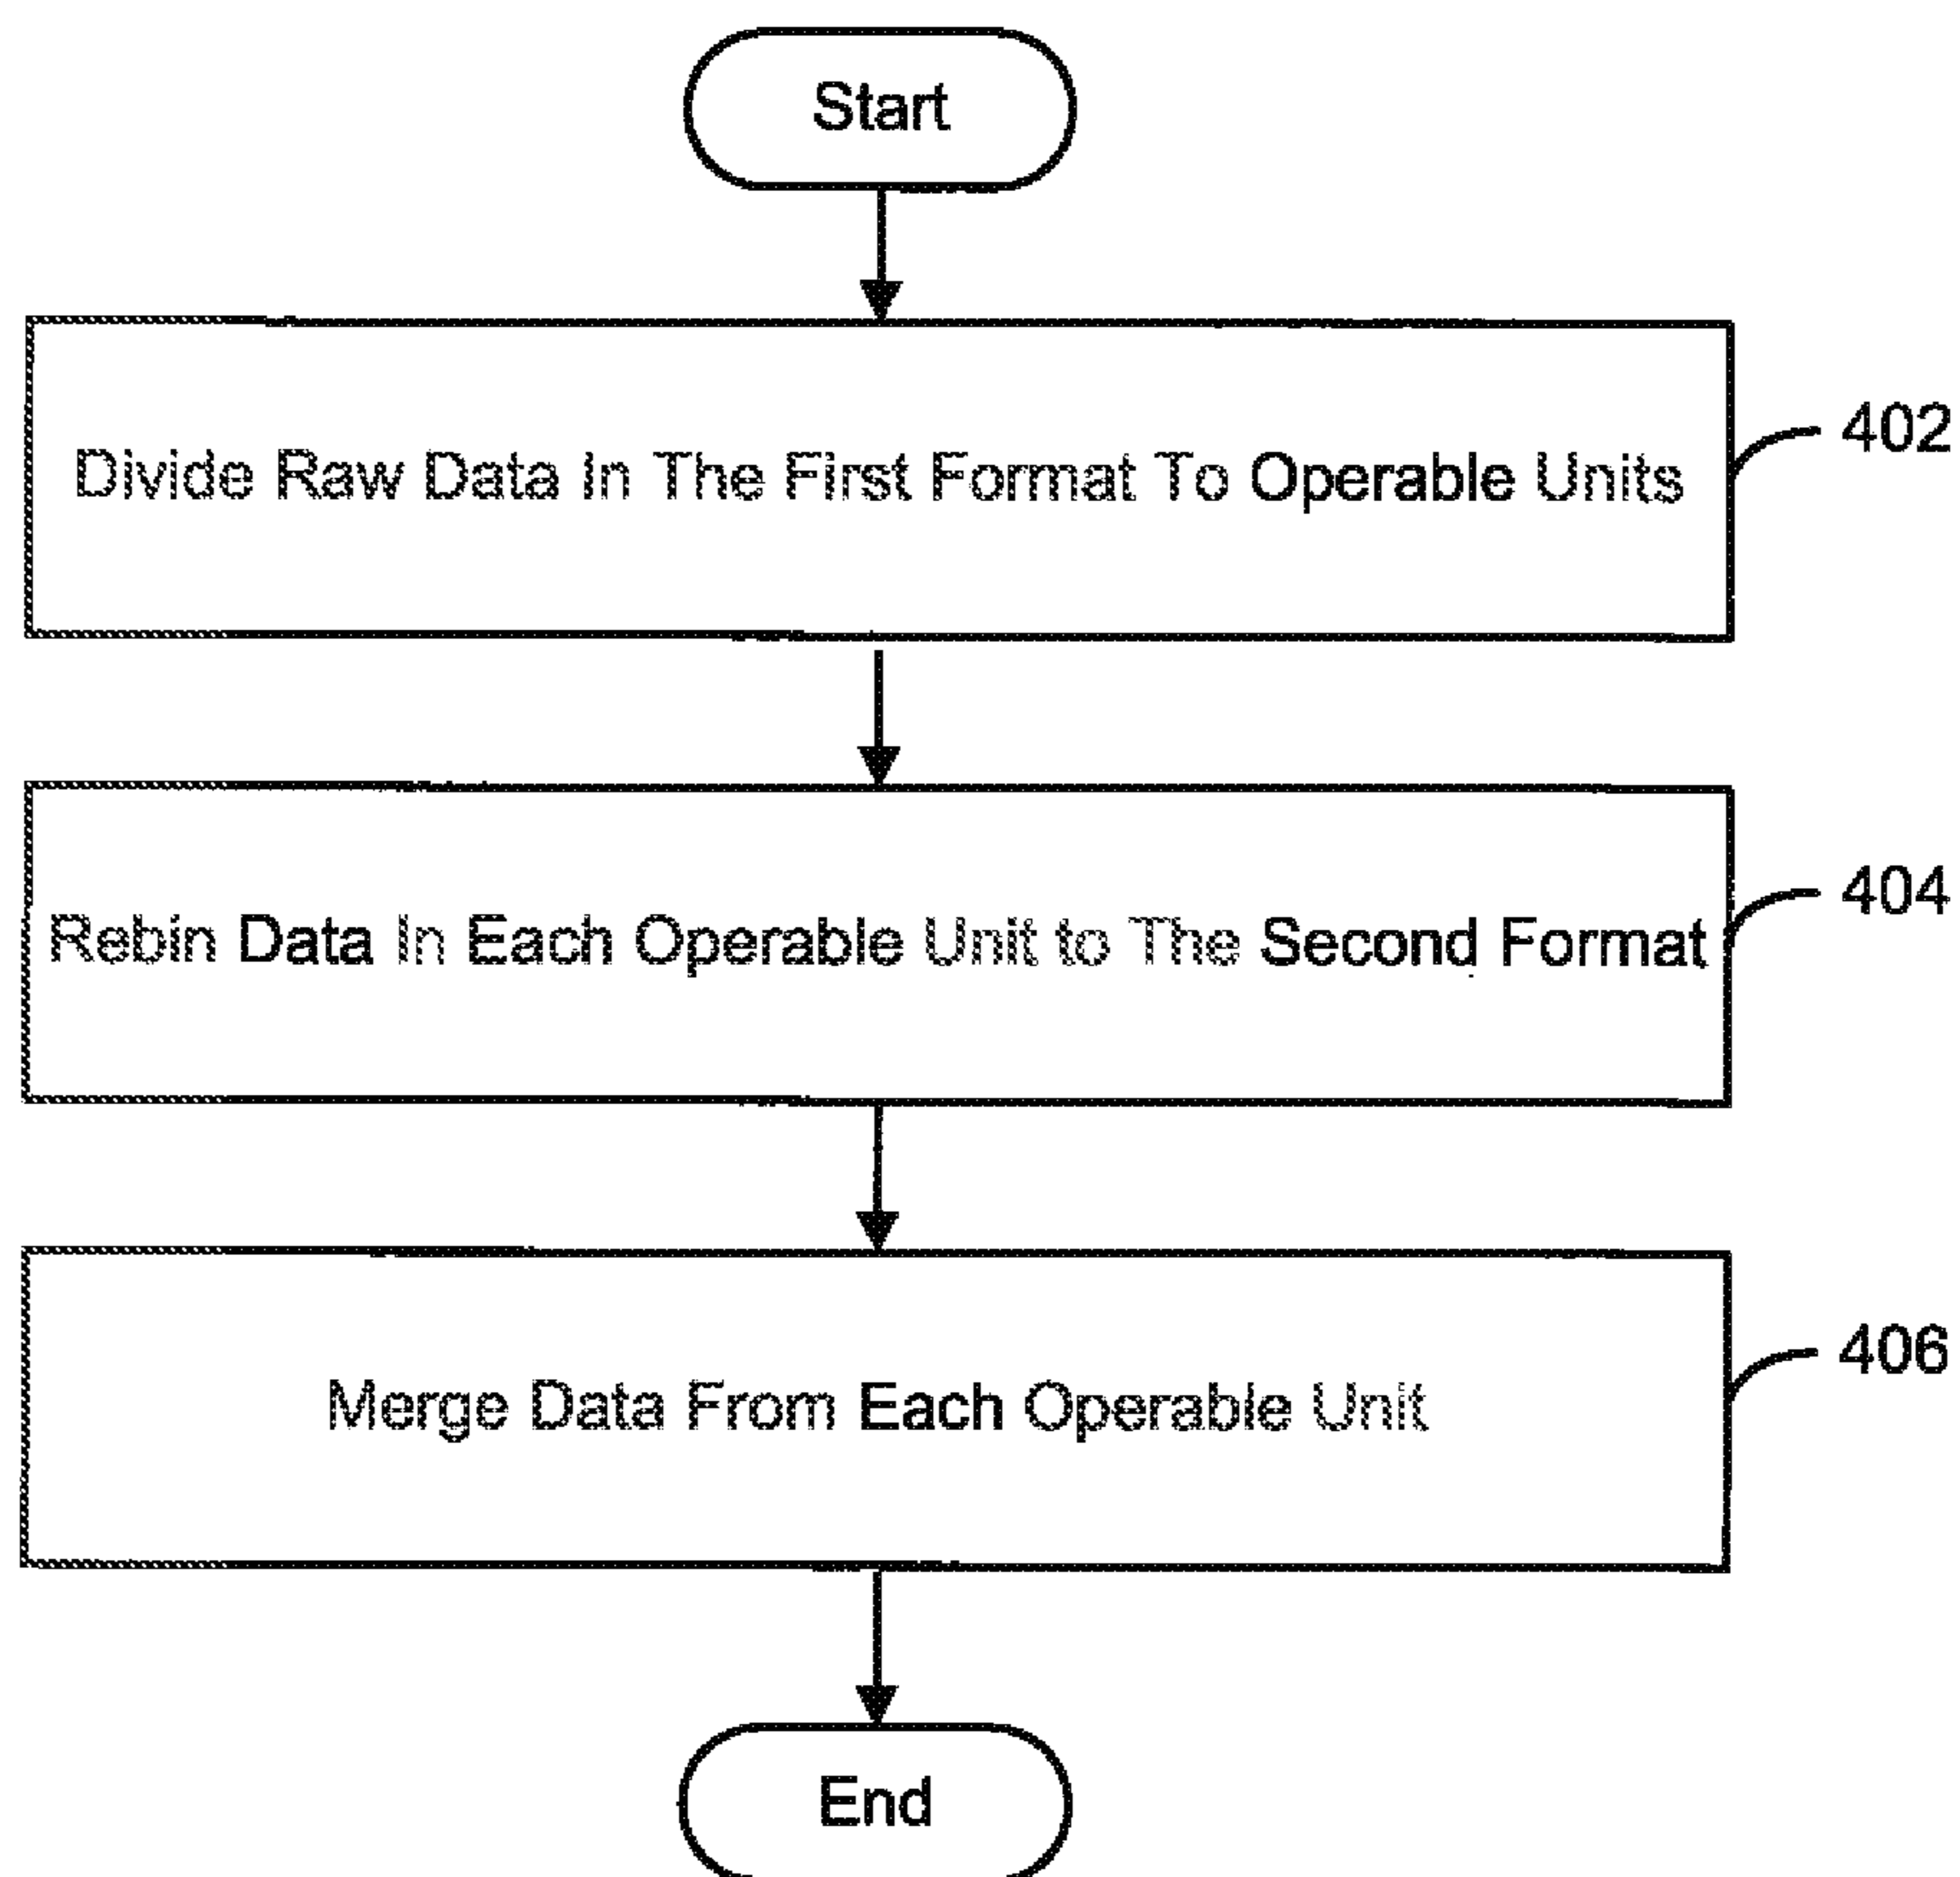 Start
Divide Raw Data In The First Format To Operable Units
402
Rebin Data In Each Operable Unit to The Second Format
404
Merge Data From Each Operable Unit
406
End